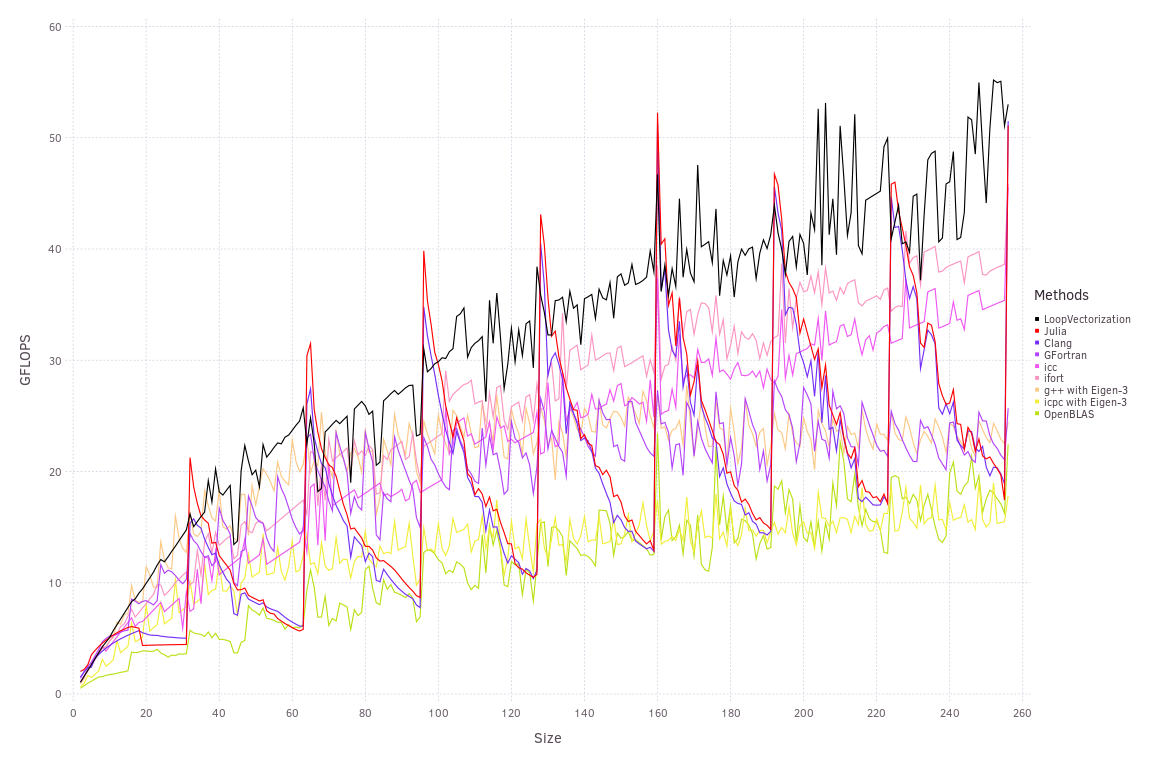 60
50
40
30
20
10
0
GFLOPS
0 20 40 60 80 100 120 140 160 180 200 220 240 260
Size
Methods
LoopVectorization
Julia
Clang
GFortran
icc
ifort
g++ with Eigen-3
icpc with Eigen-3
OpenBLAS